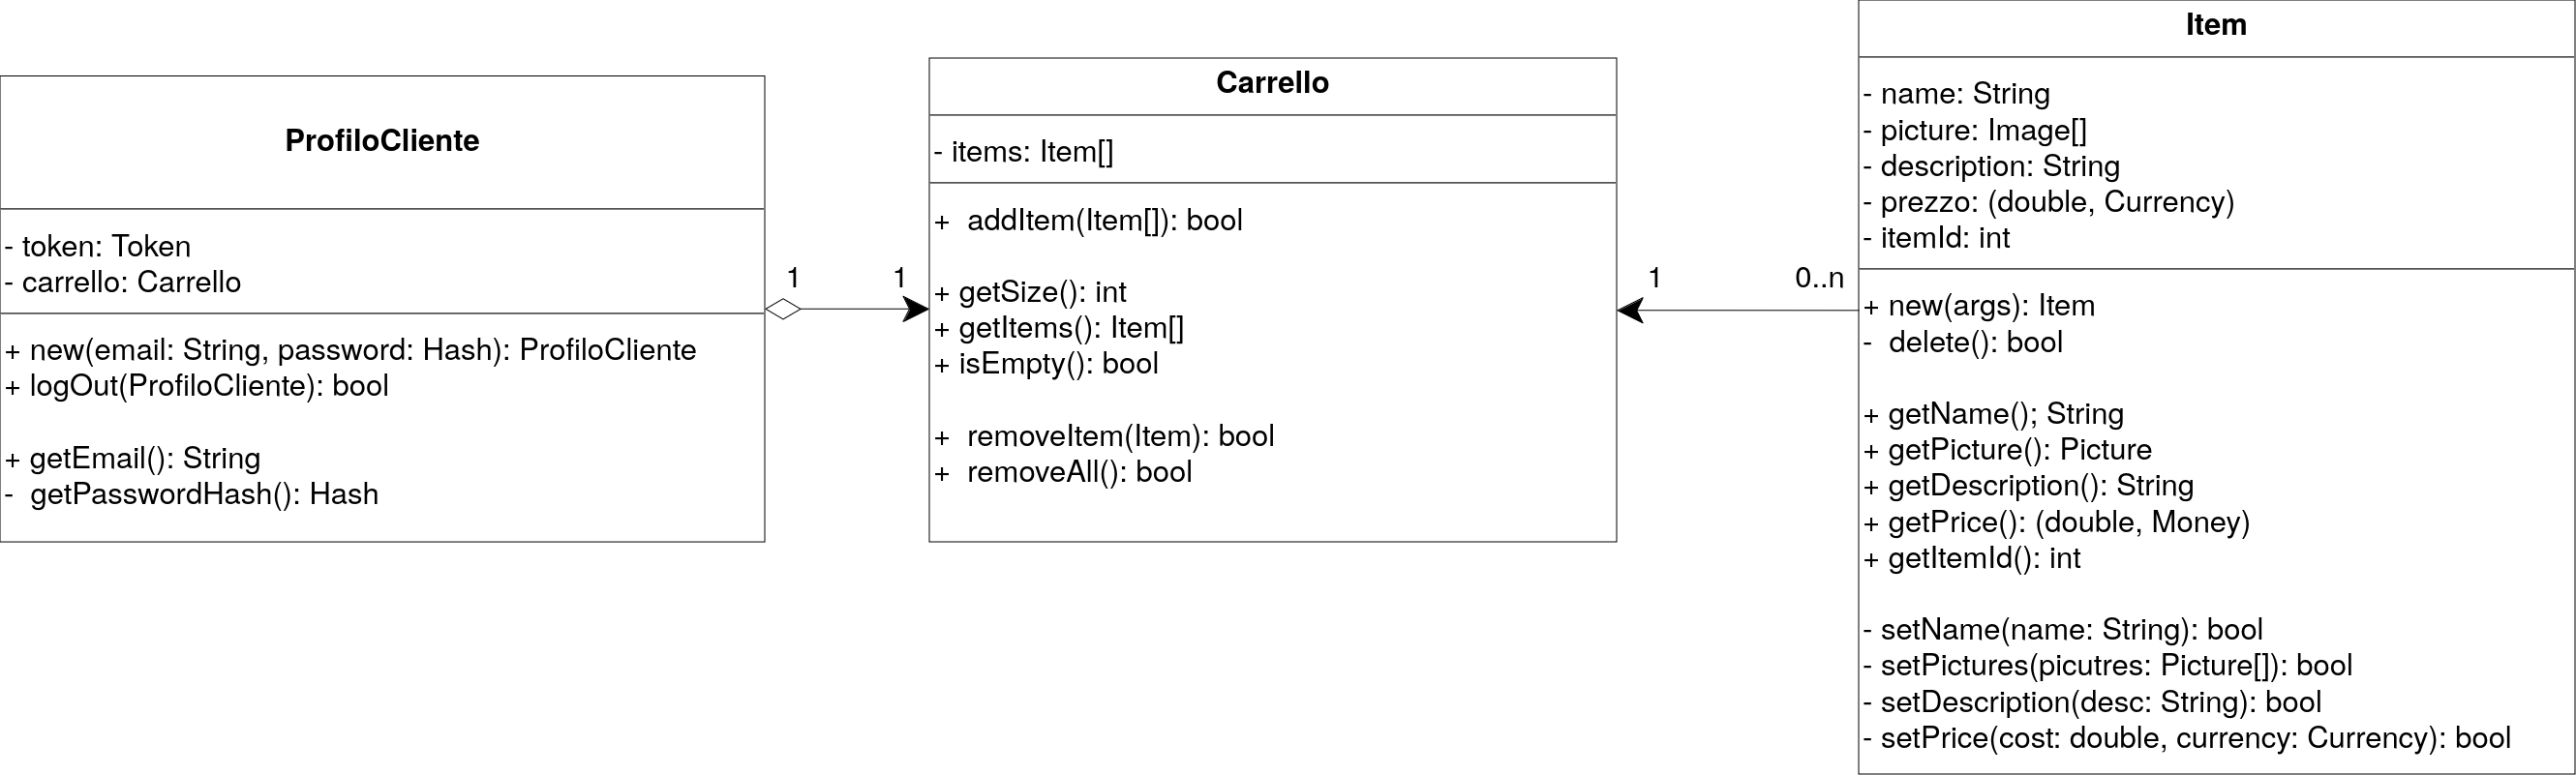 ProfiloCliente
- token: Token
- carrello: Carrello
+ new(email: String, password: Hash): ProfiloCliente
+ logOut(ProfiloCliente): bool
+ getEmail(): String
- getPasswordHash(): Hash
1
1
Carrello
- items: Item[]
+ addItem(Item[]): bool
+ getSize(): int
+ getItems(): Item[]
+ isEmpty(): bool
+ removeItem(Item): bool
+ removeAll(): bool
1
0..n
Item
- name: String
- picture: Image[]
- description: String
- prezzo: (double, Currency)
- itemId: int
+ new(args): Item
- delete(): bool
+ getName(); String
+ getPicture(): Picture
+ getDescription(): String
+ getPrice(): (double, Money)
+ getItemId(): int
- setName(name: String): bool
- setPictures(picutres: Picture[]): bool
- setDescription(desc: String): bool
- setPrice(cost: double, currency: Currency): bool